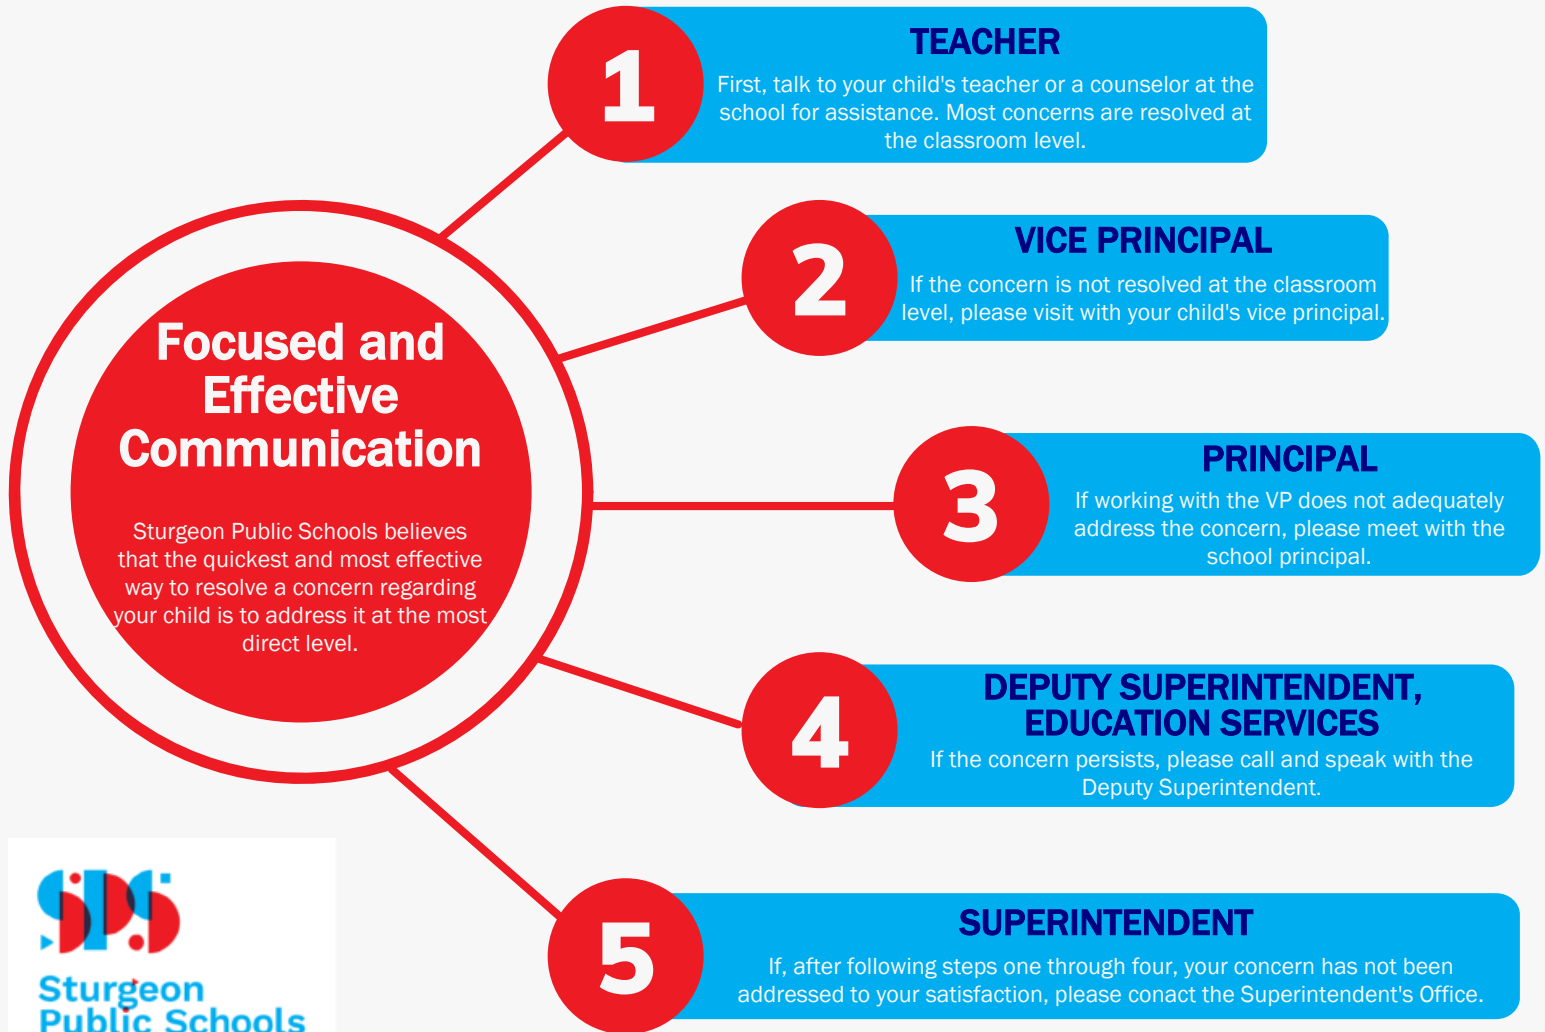 Focused and
Effective
Communication
Sturgeon Public Schools believes
that the quickest and most effective
way to resolve a concern regarding
your child is to address it at the most
direct level.
1
TEACHER
First, talk to your child's teacher or a counselor at the
school for assistance. Most concerns are resolved at
the classroom level.
2
VICE PRINCIPAL
If the concern is not resolved at the classroom
level, please visit with your child's vice principal.
3
PRINCIPAL
If working with the VP does not adequately
address the concern, please meet with the
school principal.
4
DEPUTY SUPERINTENDENT,
EDUCATION SERVICES
If the concern persists, please call and speak with the
Deputy Superintendent.
5
SUPERINTENDENT
If, after following steps one through four, your concern has not been
addressed to your satisfaction, please conact the Superintendent's Office.
SPS
Sturgeon
Public Schools